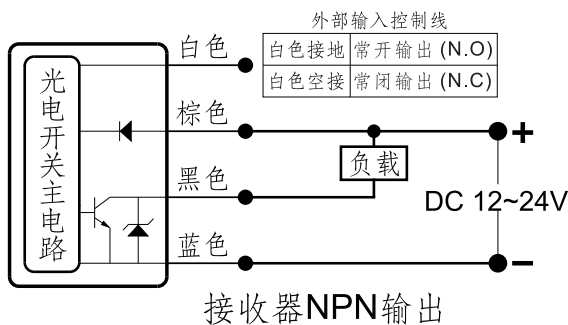 外部输入控制线
白色
白色接地 常开输出 (N.O)
白色空接 常闭输出 (N.C)
光电开关主电路
棕色
+
负载
黑色
DC 12~24V
蓝色
−
接收器NPN输出